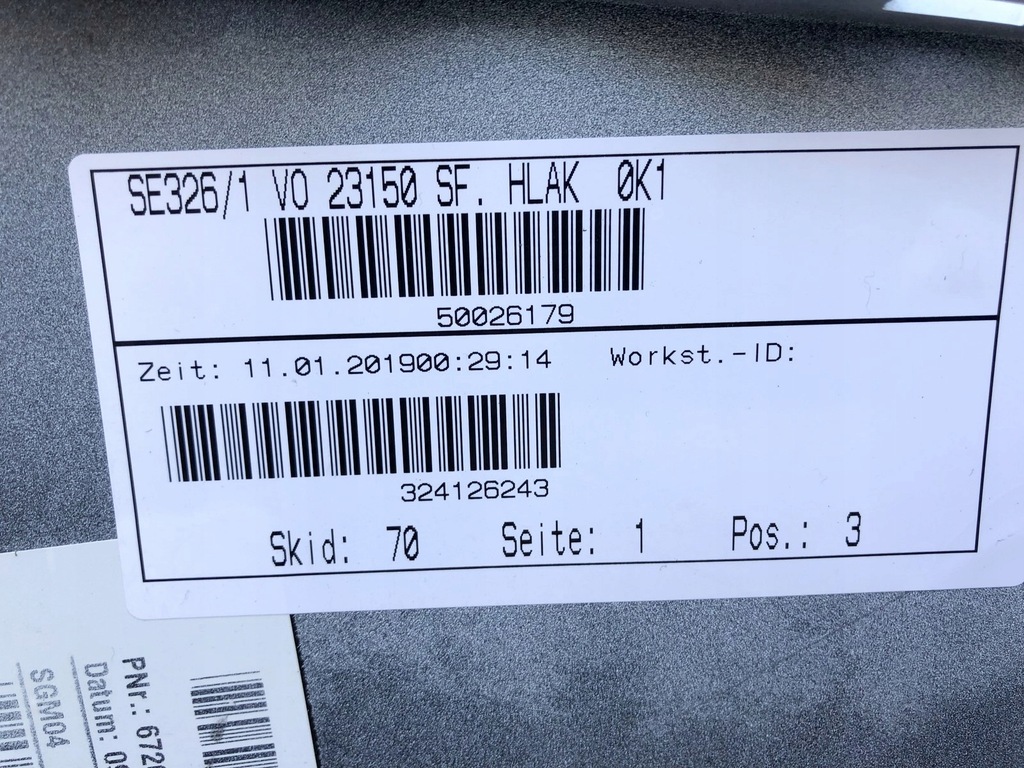 SE326/1 VO 23150 SF. HLAK 0K1
50026179
Zeit: 11.01.201900:29:14 Workst.-ID:
324126243
Skid: 70 Seite: 1 Pos.: 3
PNr.: 672
Datum: 0
SGM04